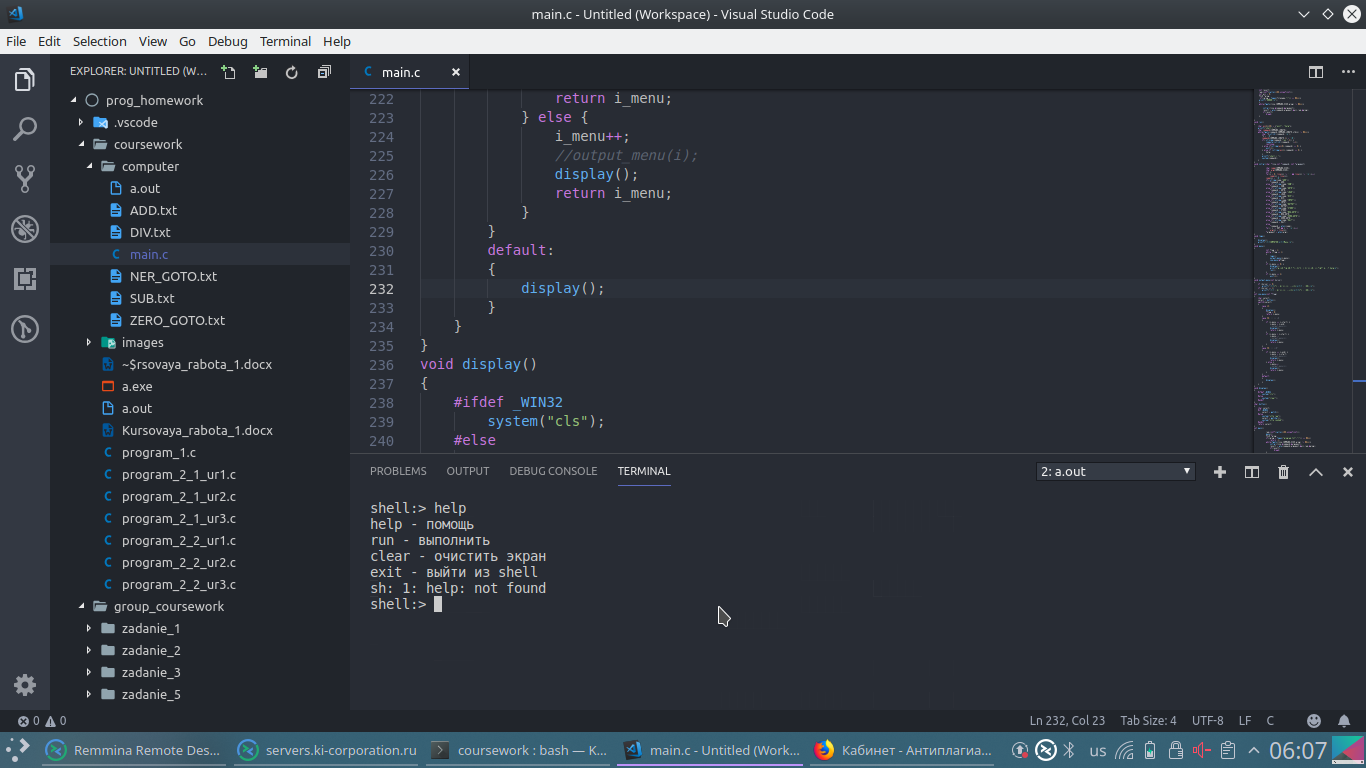 main.c - Untitled (Workspace) - Visual Studio Code
File Edit Selection View Go Debug Terminal Help
EXPLORER: UNTITLED (W...
prog_homework
.vscode
coursework
computer
a.out
ADD.txt
DIV.txt
main.c
NER_GOTO.txt
SUB.txt
ZERO_GOTO.txt
images
~$rsovaya_rabota_1.docx
a.exe
a.out
Kursovaya_rabota_1.docx
program_1.c
program_2_1_ur1.c
program_2_1_ur2.c
program_2_1_ur3.c
program_2_2_ur1.c
program_2_2_ur2.c
program_2_2_ur3.c
group_coursework
zadanie_1
zadanie_2
zadanie_3
zadanie_5
C main.c
222 return i_menu;
223 } else {
224 i_menu++;
225 //output_menu(i);
226 display();
227 return i_menu;
228 }
229 }
230 default:
231 {
232 display();
233 }
234 }
235 }
236 void display()
237 {
238 #ifdef _WIN32
239 system("cls");
240 #else
PROBLEMS OUTPUT DEBUG CONSOLE TERMINAL 2: a.out
shell:> help
help - помощь
run - выполнить
clear - очистить экран
exit - выйти из shell
sh: 1: help: not found
shell:>
0 0 Ln 232, Col 23 Tab Size: 4 UTF-8 LF C
Remmina Remote Des... servers.ki-corporation.ru coursework : bash — K... main.c - Untitled (Work... Кабинет - Антиплагиа... us 06:07